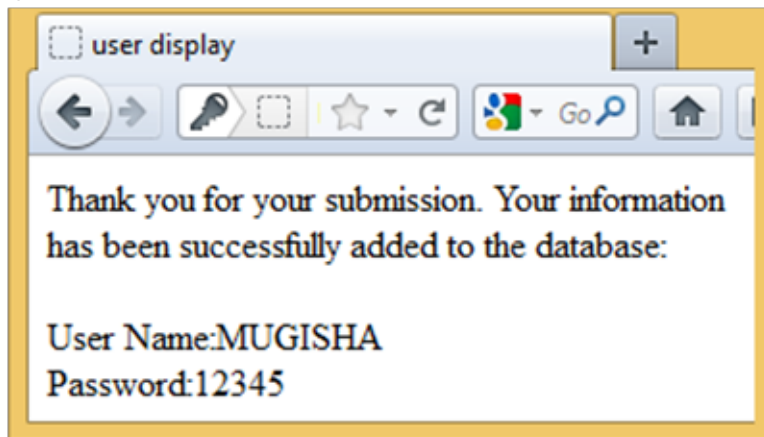 user display
Go
Thank you for your submission. Your information
has been successfully added to the database:
User Name:MUGISHA
Password:12345